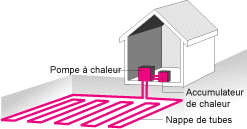 Pompe à chaleur
Accumulateur
de chaleur
Nappe de tubes